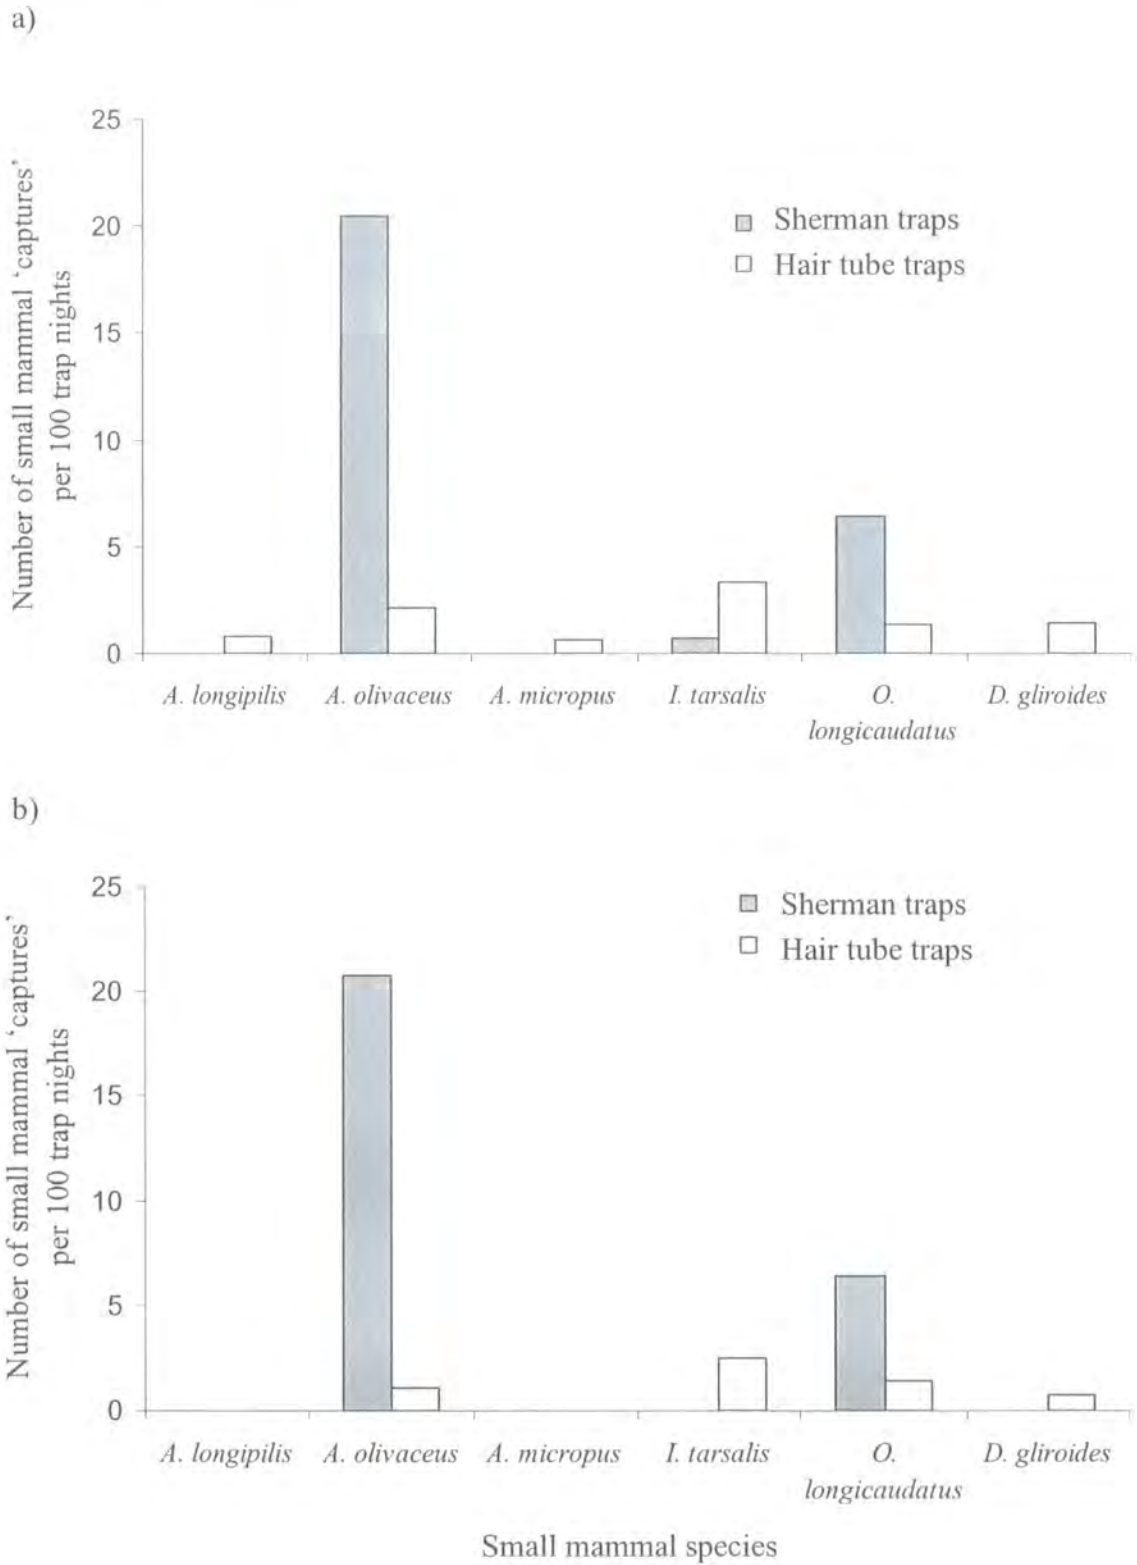 a)
Number of small mammal ‘captures’
per 100 trap nights
25
20
15
10
5
0
Sherman traps
Hair tube traps
A. longipilis A. olivaceus A. micropus I. tarsalis O. D. gliroides
longicaudatus
b)
Number of small mammal ‘captures’
per 100 trap nights
25
20
15
10
5
0
Sherman traps
Hair tube traps
A. longipilis A. olivaceus A. micropus I. tarsalis O. D. gliroides
longicaudatus
Small mammal species